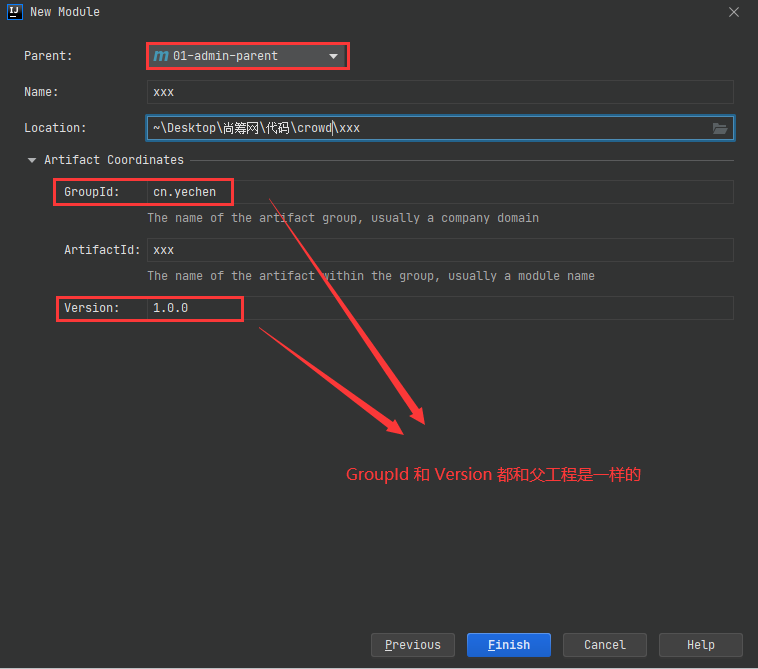 New Module
Parent: m 01-admin-parent
Name: xxx
Location: ~\Desktop\尚筹网\代码\crowd\xxx
Artifact Coordinates
GroupId: cn.yechen
The name of the artifact group, usually a company domain
ArtifactId: xxx
The name of the artifact within the group, usually a module name
Version: 1.0.0
GroupId 和 Version 都和父工程是一样的
Previous Finish Cancel Help